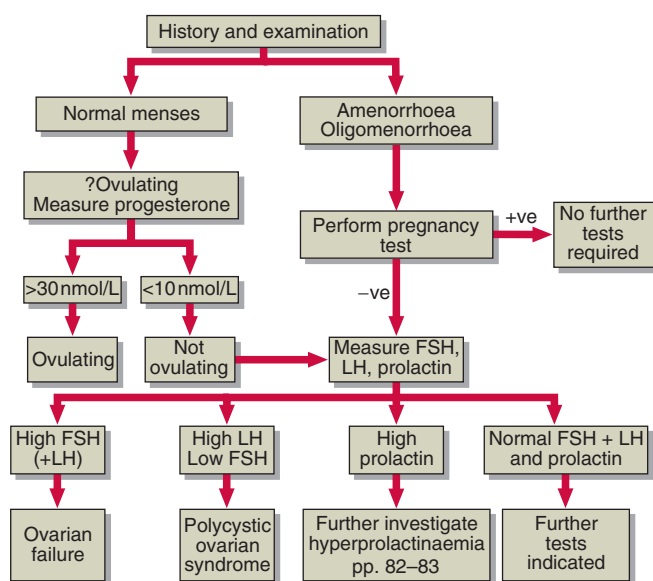 History and examination
Normal menses
Amenorrhoea
Oligomenorrhoea
?Ovulating
Measure progesterone
Perform pregnancy
test
+ve
No further
tests
required
>30 nmol/L
<10 nmol/L
–ve
Ovulating
Not
ovulating
Measure FSH,
LH, prolactin
High FSH
(+LH)
High LH
Low FSH
High
prolactin
Normal FSH + LH
and prolactin
Ovarian
failure
Polycystic
ovarian
syndrome
Further investigate
hyperprolactinaemia
pp. 82–83
Further
tests
indicated